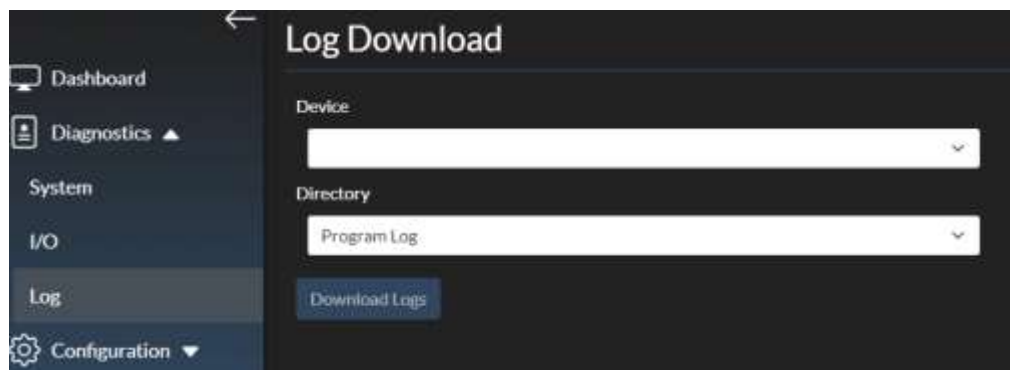 Log Download
Dashboard
Device
Diagnostics
System
Directory
I/O
Program Log
Log
Download Logs
Configuration